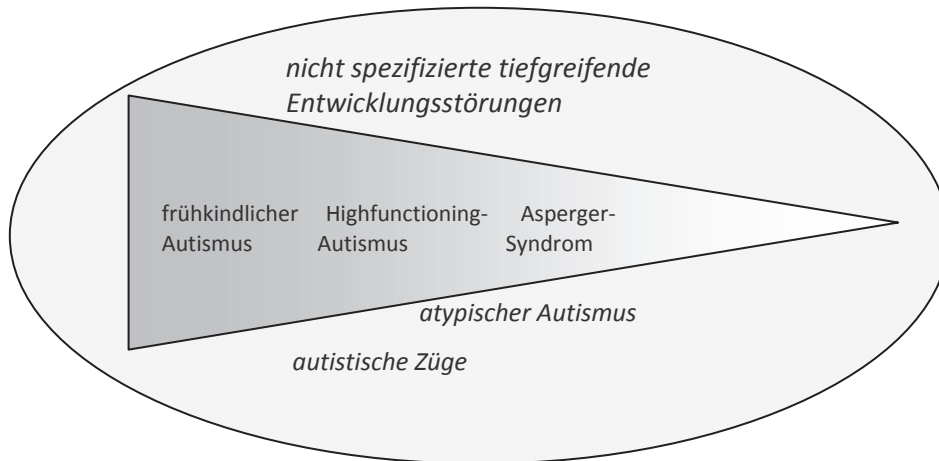 nicht spezifizierte tiefgreifende
Entwicklungsstörungen
frühkindlicher
Autismus
Highfunctioning-
Autismus
Asperger-
Syndrom
atypischer Autismus
autistische Züge